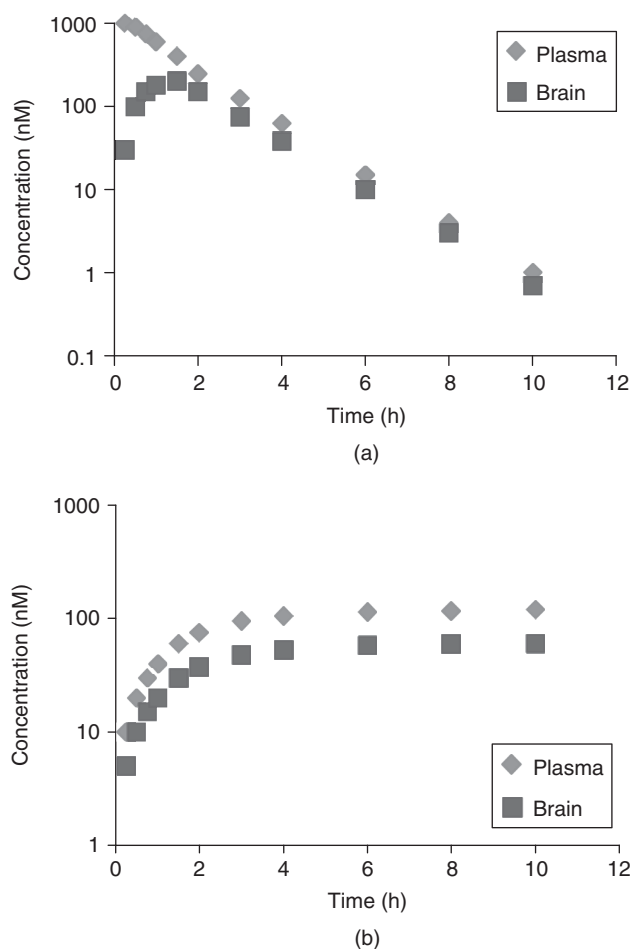 1000
100
10
1
0.1
Concentration (nM)
Plasma
Brain
0 2 4 6 8 10 12
Time (h)
(a)
1000
100
10
1
Concentration (nM)
Plasma
Brain
0 2 4 6 8 10 12
Time (h)
(b)